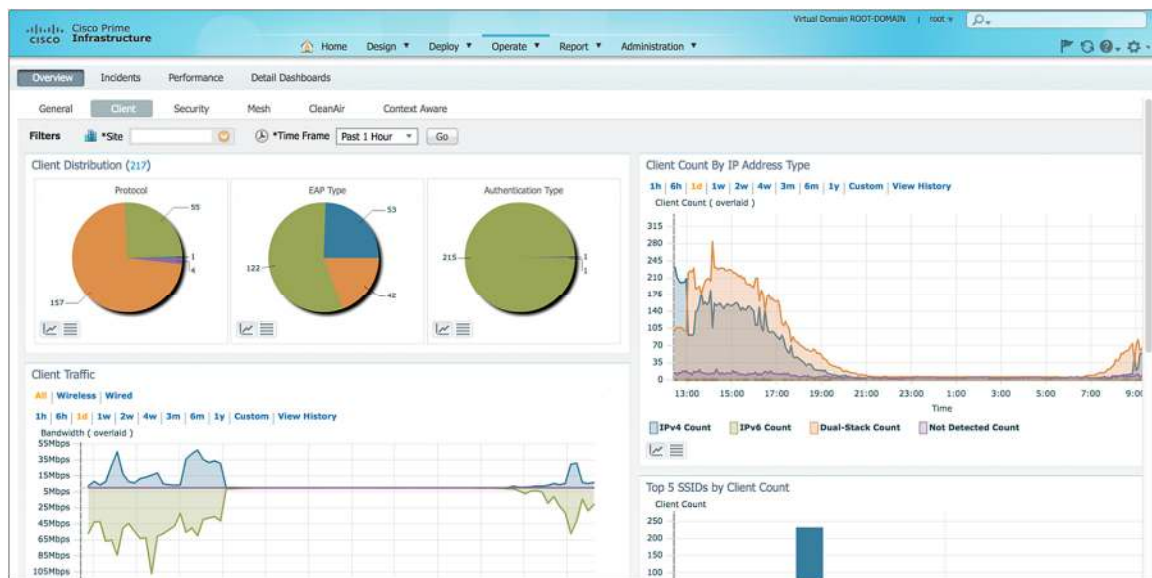 Virtual Domain ROOT-DOMAIN | root
cisco Cisco Prime
Infrastructure
Home Design Deploy Operate Report Administration
Overview Incidents Performance Detail Dashboards
General Client Security Mesh CleanAir Context Aware
Filters *Site *Time Frame Past 1 Hour Go
Client Distribution (217)
Protocol
55
1
4
157
EAP Type
53
122
42
Authentication Type
215
1
1
Client Traffic
All | Wireless | Wired
1h | 6h | 1d | 1w | 2w | 4w | 3m | 6m | 1y | Custom | View History
Bandwidth ( overlaid )
55Mbps
35Mbps
15Mbps
5Mbps
25Mbps
45Mbps
65Mbps
85Mbps
105Mbps
Client Count By IP Address Type
1h | 6h | 1d | 1w | 2w | 4w | 3m | 6m | 1y | Custom | View History
Client Count ( overlaid )
315
280
245
210
175
140
105
70
35
0
13:00 15:00 17:00 19:00 21:00 23:00 1:00 3:00 5:00 7:00 9:00
Time
IPv4 Count IPv6 Count Dual-Stack Count Not Detected Count
Top 5 SSIDs by Client Count
Client Count
250
200
150
100